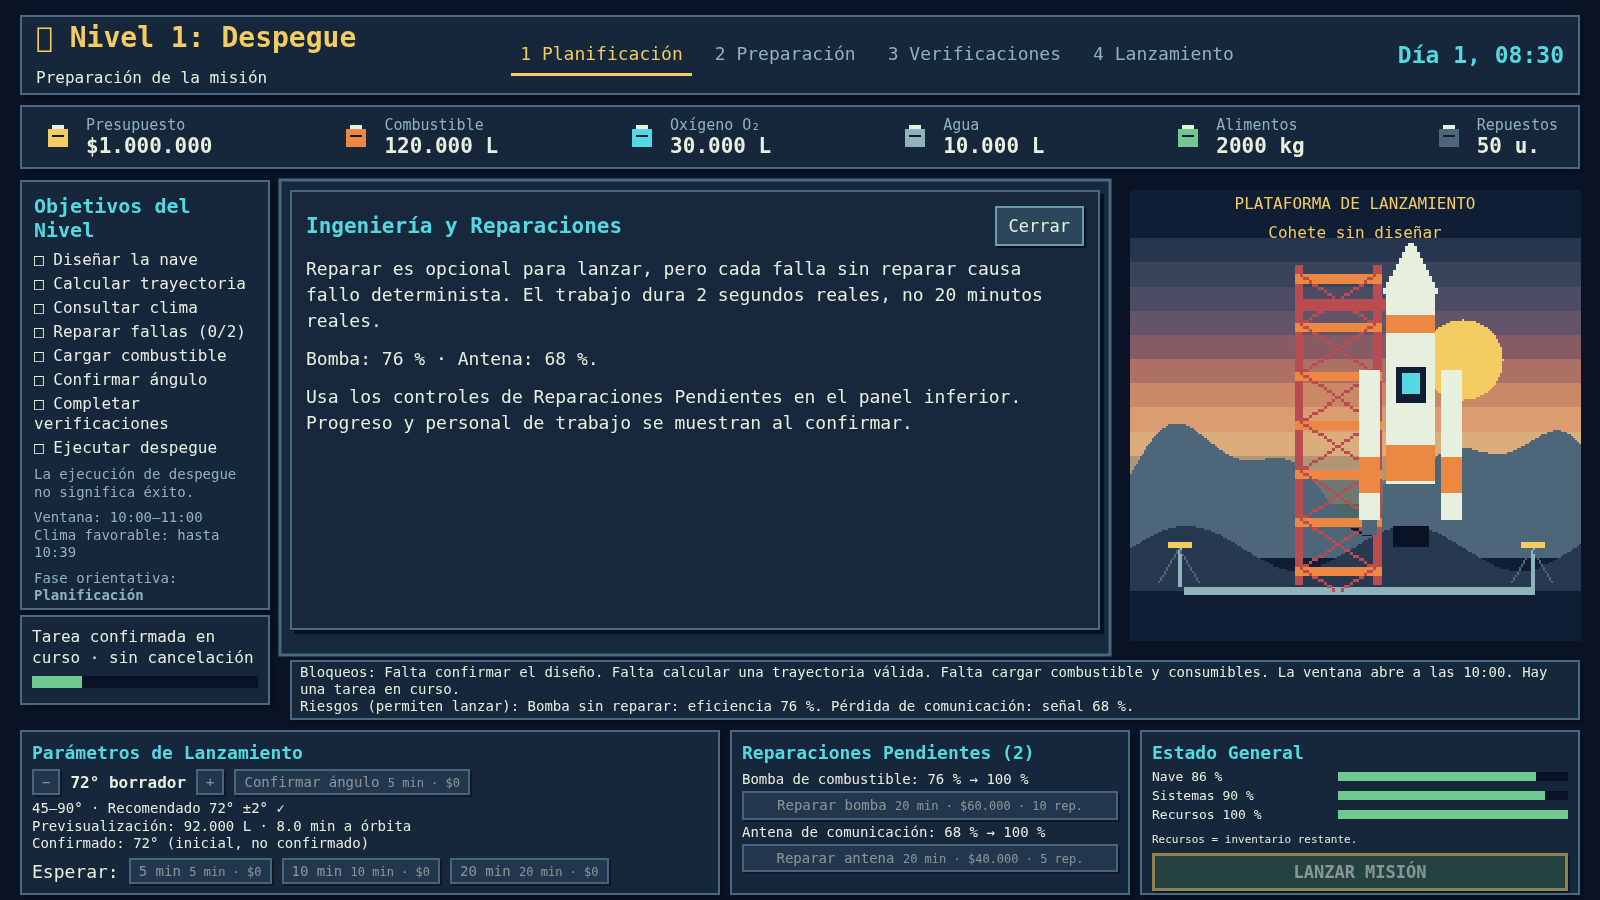 Nivel 1: Despegue
Preparación de la misión
1 Planificación
2 Preparación
3 Verificaciones
4 Lanzamiento
Día 1, 08:30
Presupuesto
$1.000.000
Combustible
120.000 L
Oxígeno O₂
30.000 L
Agua
10.000 L
Alimentos
2000 kg
Repuestos
50 u.
Objetivos del
Nivel
□ Diseñar la nave
□ Calcular trayectoria
□ Consultar clima
□ Reparar fallas (0/2)
□ Cargar combustible
□ Confirmar ángulo
□ Completar
verificaciones
□ Ejecutar despegue
La ejecución de despegue
no significa éxito.
Ventana: 10:00–11:00
Clima favorable: hasta
10:39
Fase orientativa:
Planificación
Tarea confirmada en
curso · sin cancelación
Ingeniería y Reparaciones
Cerrar
Reparar es opcional para lanzar, pero cada falla sin reparar causa
fallo determinista. El trabajo dura 2 segundos reales, no 20 minutos
reales.
Bomba: 76 % · Antena: 68 %.
Usa los controles de Reparaciones Pendientes en el panel inferior.
Progreso y personal de trabajo se muestran al confirmar.
PLATAFORMA DE LANZAMIENTO
Cohete sin diseñar
Bloqueos: Falta confirmar el diseño. Falta calcular una trayectoria válida. Falta cargar combustible y consumibles. La ventana abre a las 10:00. Hay
una tarea en curso.
Riesgos (permiten lanzar): Bomba sin reparar: eficiencia 76 %. Pérdida de comunicación: señal 68 %.
Parámetros de Lanzamiento
− 72° borrador + Confirmar ángulo 5 min · $0
45–90° · Recomendado 72° ±2° ✓
Previsualización: 92.000 L · 8.0 min a órbita
Confirmado: 72° (inicial, no confirmado)
Esperar: 5 min 5 min · $0 10 min 10 min · $0 20 min 20 min · $0
Reparaciones Pendientes (2)
Bomba de combustible: 76 % → 100 %
Reparar bomba 20 min · $60.000 · 10 rep.
Antena de comunicación: 68 % → 100 %
Reparar antena 20 min · $40.000 · 5 rep.
Estado General
Nave 86 %
Sistemas 90 %
Recursos 100 %
Recursos = inventario restante.
LANZAR MISIÓN